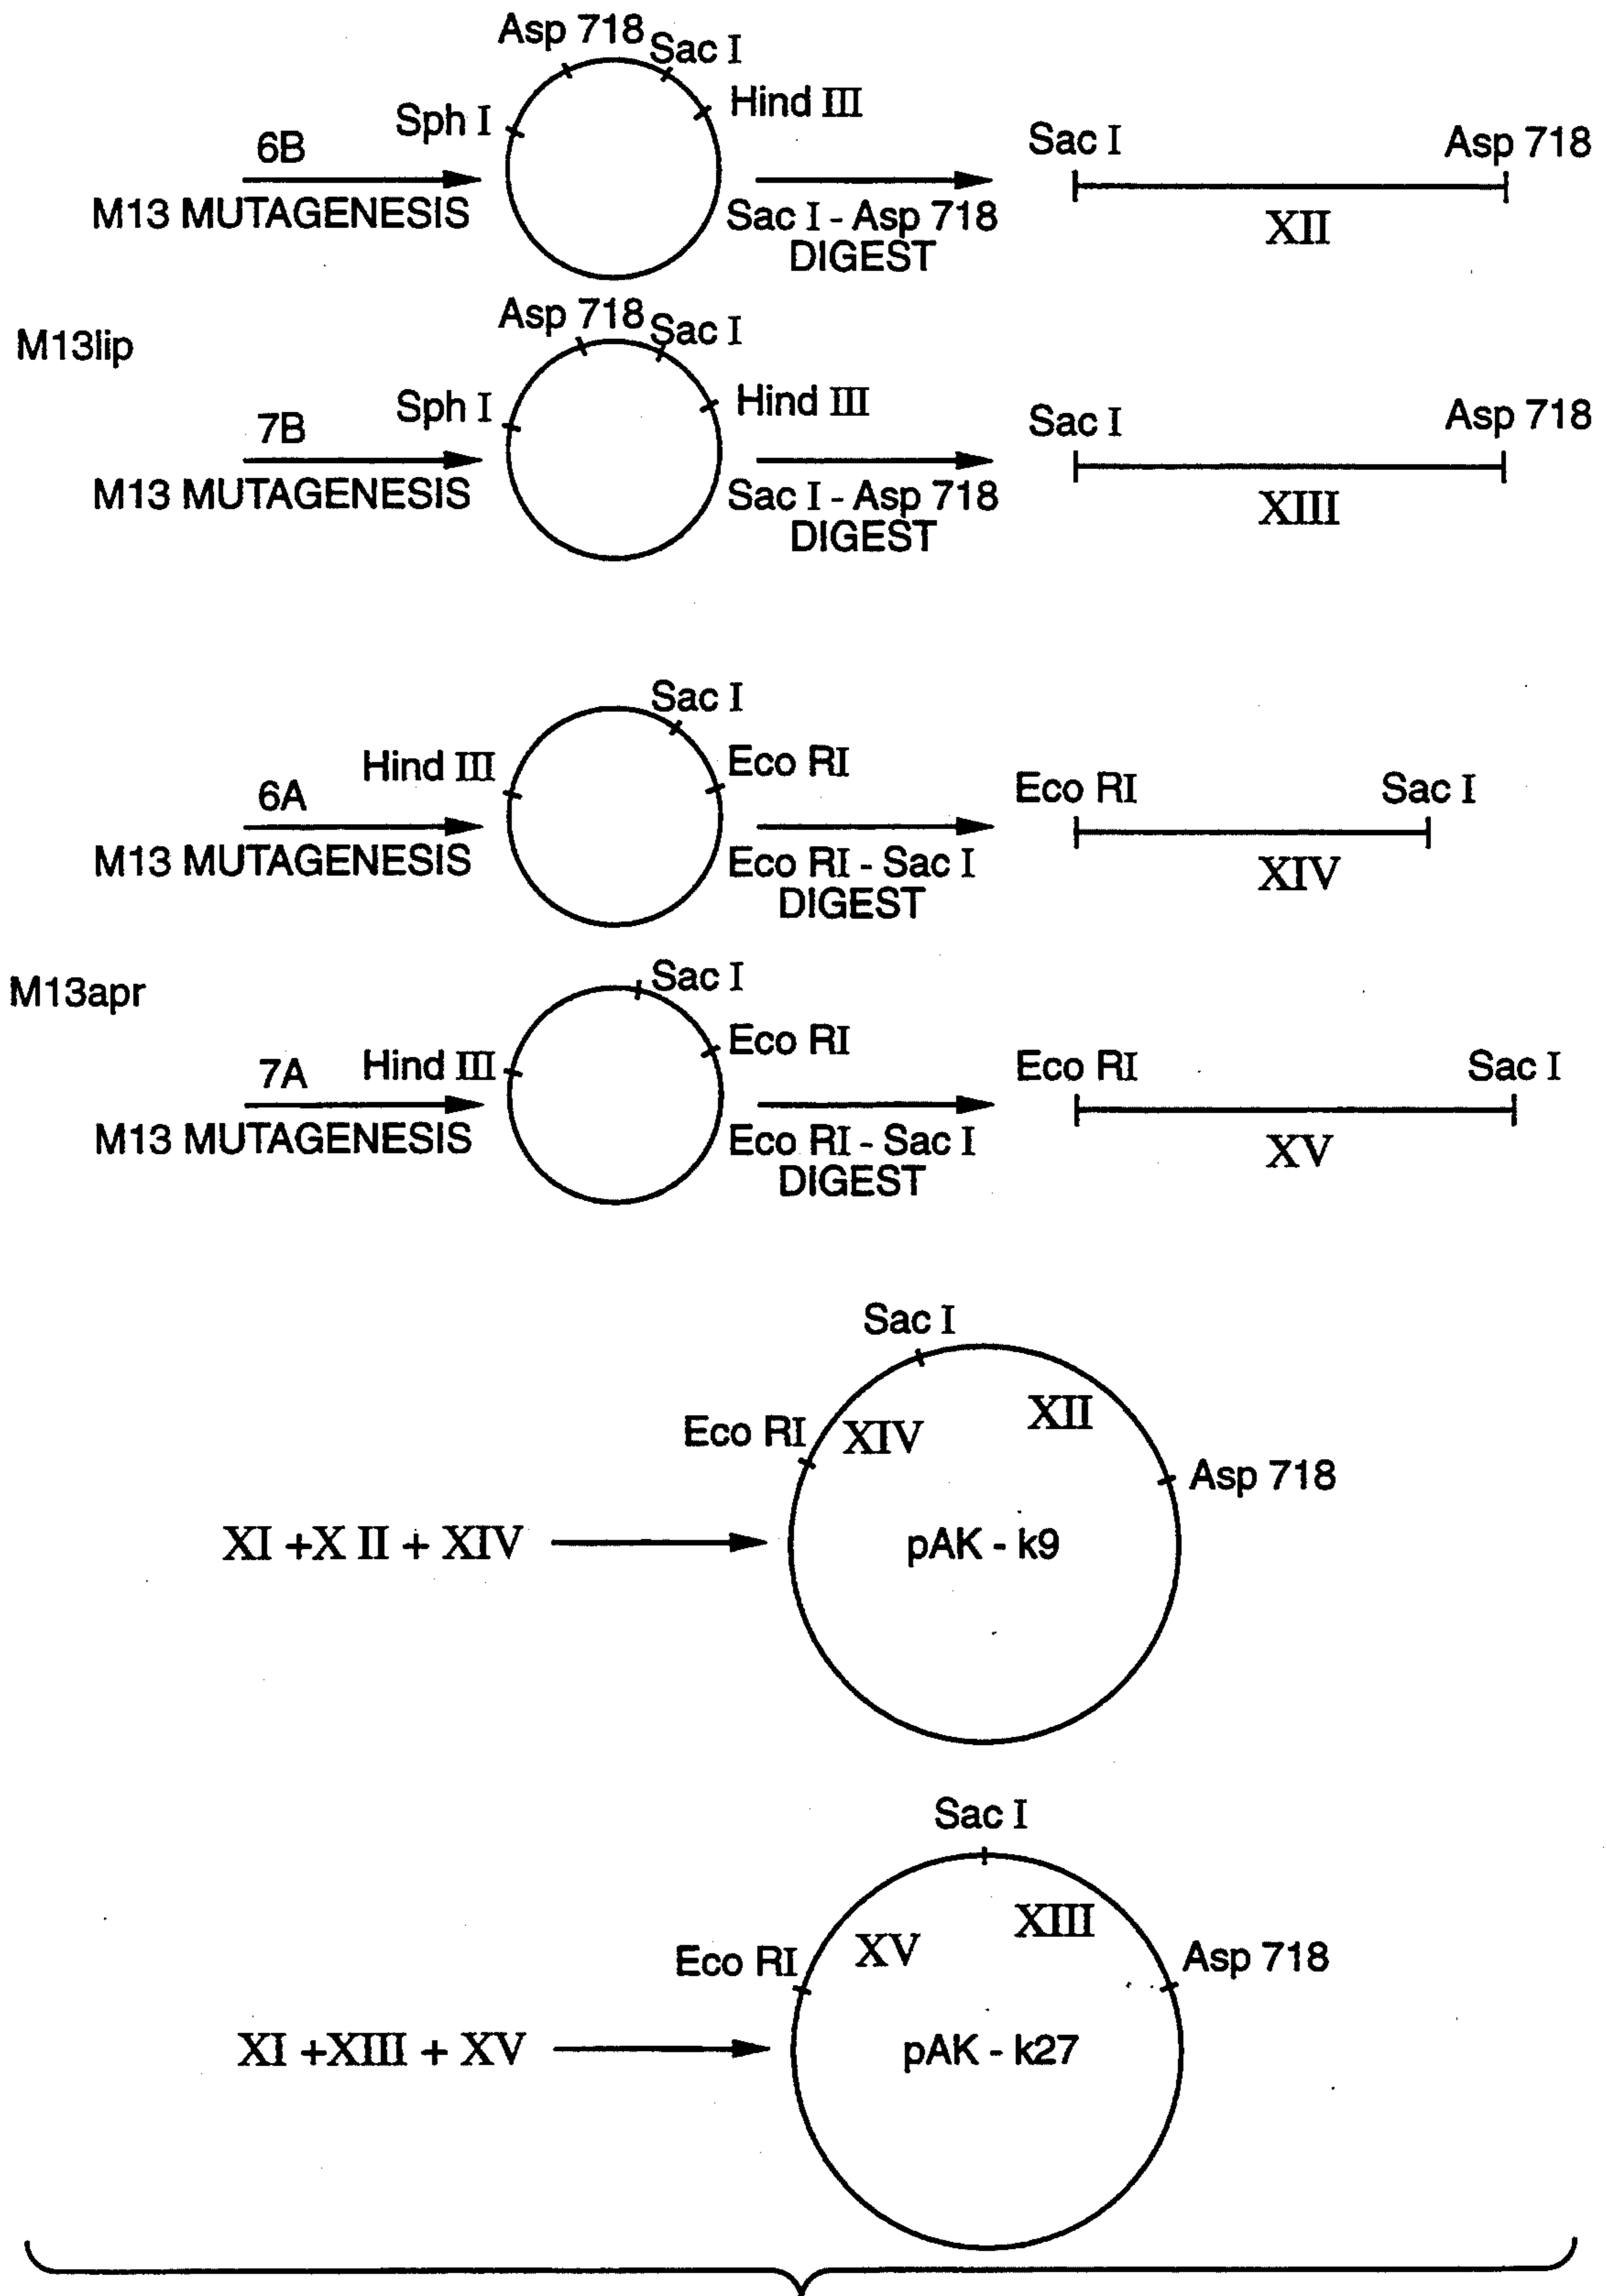 Asp 718
Sac I
Sph I
Hind III
6B
M13 MUTAGENESIS
Sac I - Asp 718
DIGEST
Sac I
Asp 718
XII
M13lip
Asp 718
Sac I
Sph I
Hind III
7B
M13 MUTAGENESIS
Sac I - Asp 718
DIGEST
Sac I
Asp 718
XIII
Sac I
Hind III
Eco RI
6A
M13 MUTAGENESIS
Eco RI - Sac I
DIGEST
Eco RI
Sac I
XIV
M13apr
Sac I
Hind III
Eco RI
7A
M13 MUTAGENESIS
Eco RI - Sac I
DIGEST
Eco RI
Sac I
XV
Sac I
Eco RI
XIV
XII
Asp 718
XI +X II + XIV
pAK - k9
Sac I
Eco RI
XV
XIII
Asp 718
XI +XIII + XV
pAK - k27